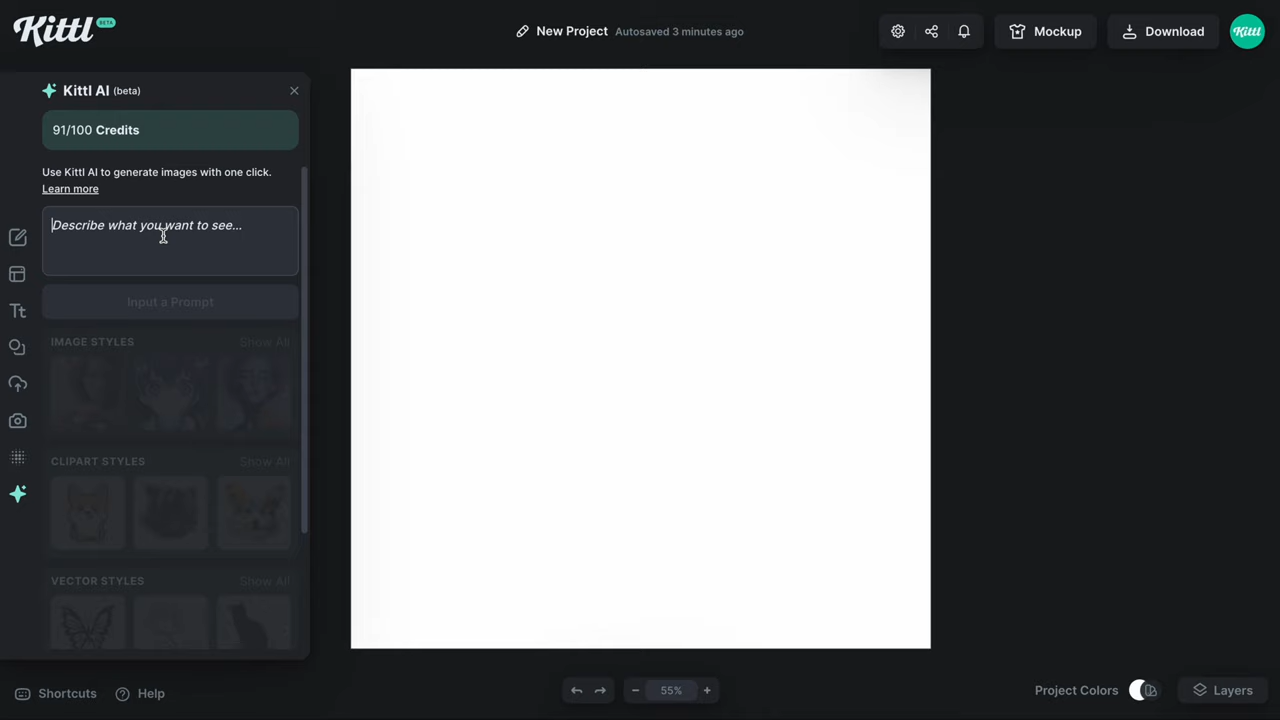 Kittl BETA
New Project Autosaved 3 minutes ago
Mockup
Download
Kittl
Kittl AI (beta)
91/100 Credits
Use Kittl AI to generate images with one click.
Learn more
Describe what you want to see...
Input a Prompt
IMAGE STYLES Show All
CLIPART STYLES Show All
VECTOR STYLES Show All
Tt
Shortcuts
Help
55%
Project Colors
Layers